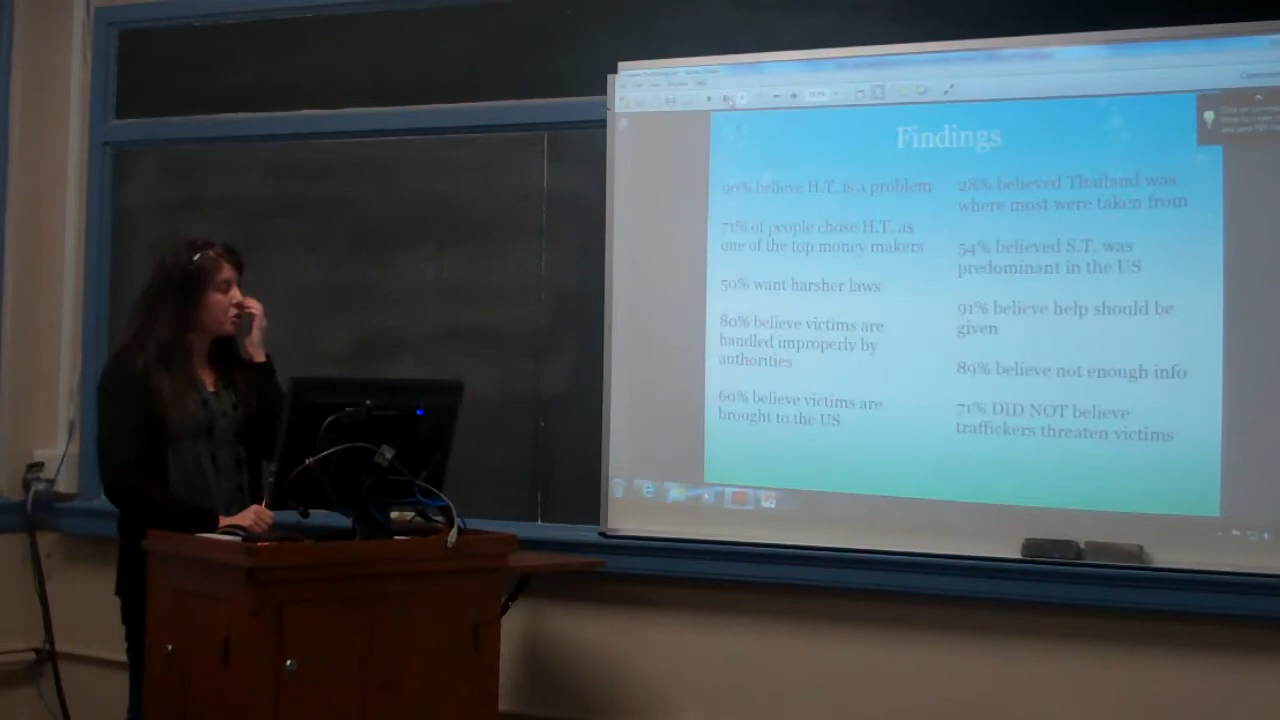 Findings
90% believe H.T. is a problem
71% of people chose H.T. as
one of the top money makers
50% want harsher laws
80% believe victims are
handled improperly by
authorities
60% believe victims are
brought to the US
28% believed Thailand was
where most were taken from
54% believed S.T. was
predominant in the US
91% believe help should be
given
89% believe not enough info
71% DID NOT believe
traffickers threaten victims